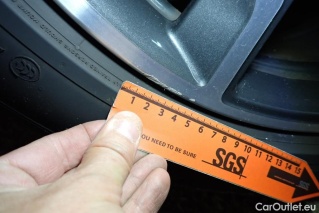 1 2 3 4 5 6 7 8 9 10 11 12 13 14 15
YOU NEED TO BE SURE
SGS
CarOutlet.eu